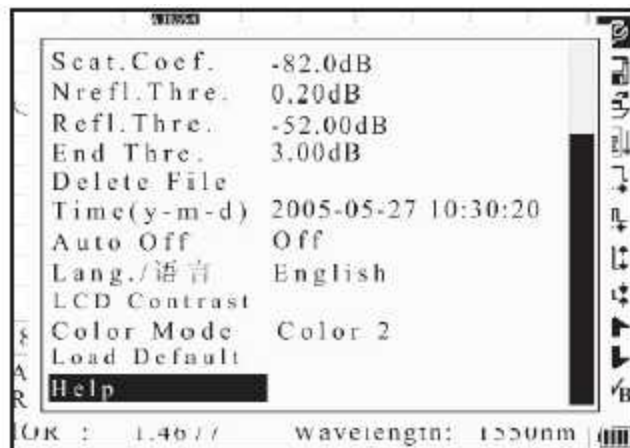 Scat.Coef. -82.0dB
Nrefl.Thre. 0.20dB
Refl.Thre. -52.00dB
End Thre. 3.00dB
Delete File
Time(y-m-d) 2005-05-27 10:30:20
Auto Off Off
Lang./语言 English
LCD Contrast
Color Mode Color 2
Load Default
Help
IOR : 1.4677 Wavelength: 1550nm